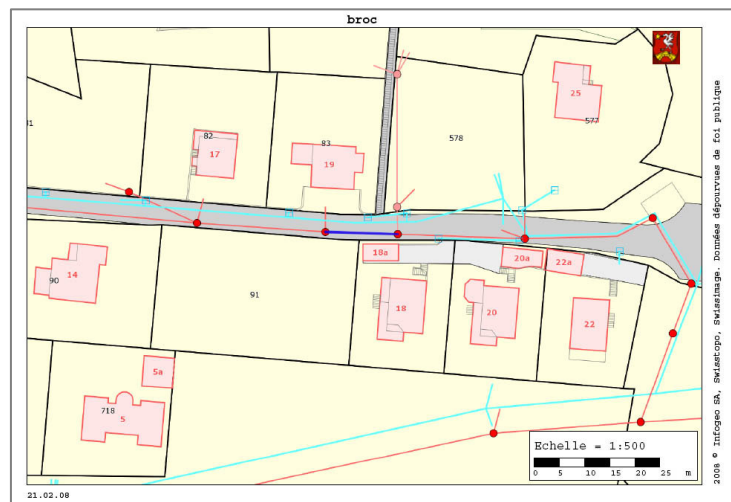 broc
25
577
578
82
83
17
19
81
18a
20a
22a
14
90
91
18
20
22
5a
718
5
Echelle = 1:500
0 5 10 15 20 25 m
21.02.08
2008 © Infogeo SA, Swisstopo, Swissimage. Données dépourvues de foi publique